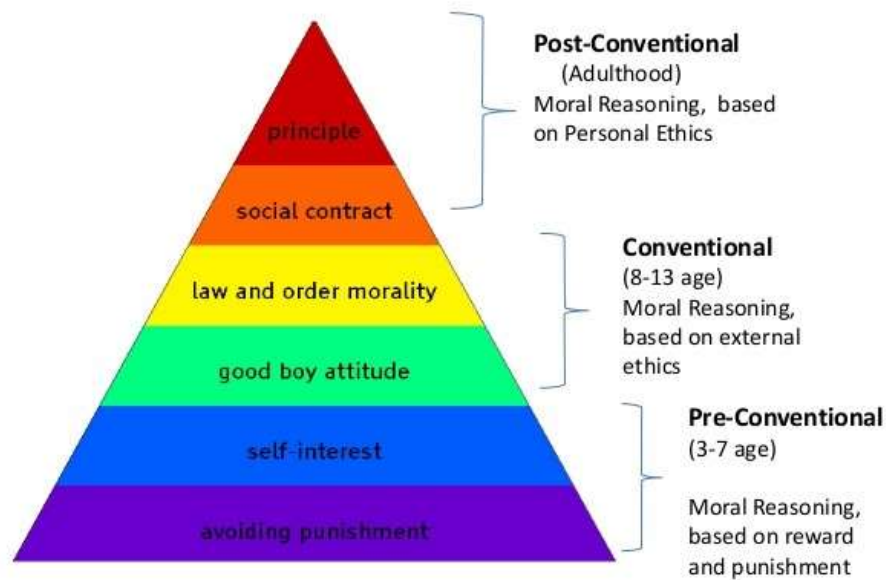 principle
social contract
law and order morality
good boy attitude
self-interest
avoiding punishment
Post-Conventional
(Adulthood)
Moral Reasoning, based
on Personal Ethics
Conventional
(8-13 age)
Moral Reasoning,
based on external
ethics
Pre-Conventional
(3-7 age)
Moral Reasoning,
based on reward
and punishment